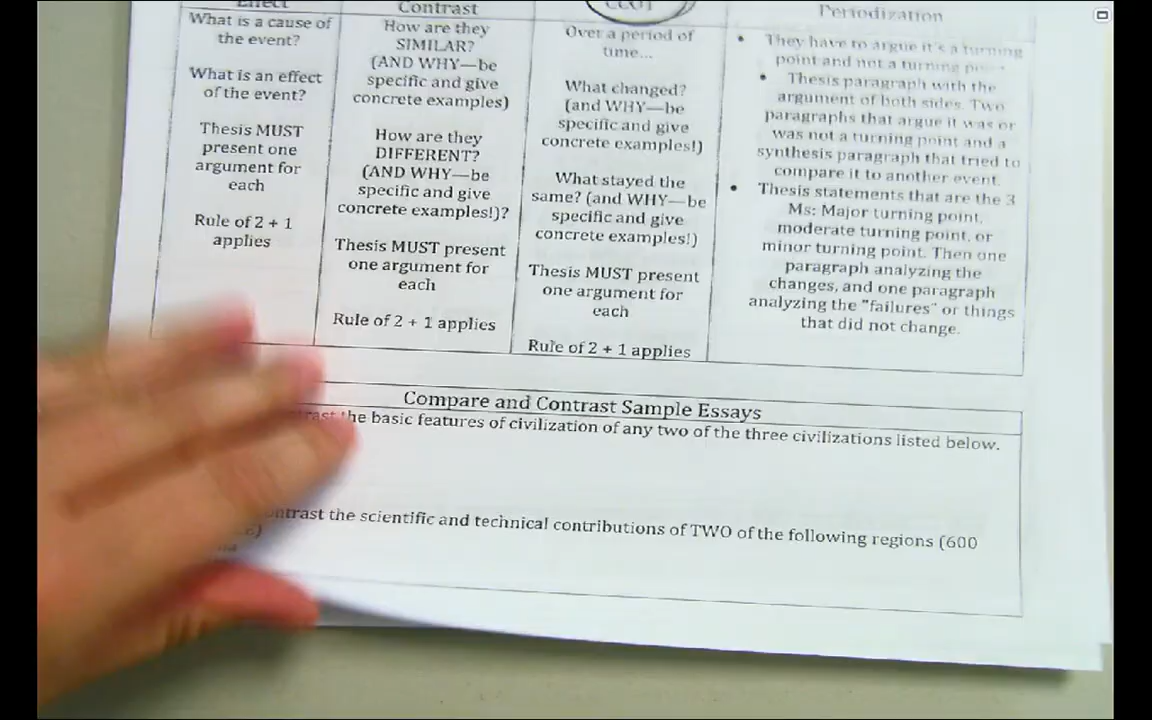 Effect
What is a cause of
the event?
What is an effect
of the event?
Thesis MUST
present one
argument for
each
Rule of 2 + 1
applies
Contrast
How are they
SIMILAR?
(AND WHY—be
specific and give
concrete examples)
How are they
DIFFERENT?
(AND WHY—be
specific and give
concrete examples!)?
Thesis MUST present
one argument for
each
Rule of 2 + 1 applies
CCOT
Over a period of
time...
What changed?
(and WHY—be
specific and give
concrete examples!)
What stayed the
same? (and WHY—be
specific and give
concrete examples!)
Thesis MUST present
one argument for
each
Rule of 2 + 1 applies
Periodization
• They have to argue it's a turning
point and not a turning
• Thesis paragraph with the
argument of both sides. Two
paragraphs that argue it was or
was not a turning point and a
synthesis paragraph that tried to
compare it to another event.
• Thesis statements that are the 3
Ms: Major turning point,
moderate turning point, or
minor turning point. Then one
paragraph analyzing the
changes, and one paragraph
analyzing the "failures" or things
that did not change.
Compare and Contrast Sample Essays
the basic features of civilization of any two of the three civilizations listed below.
the scientific and technical contributions of TWO of the following regions (600